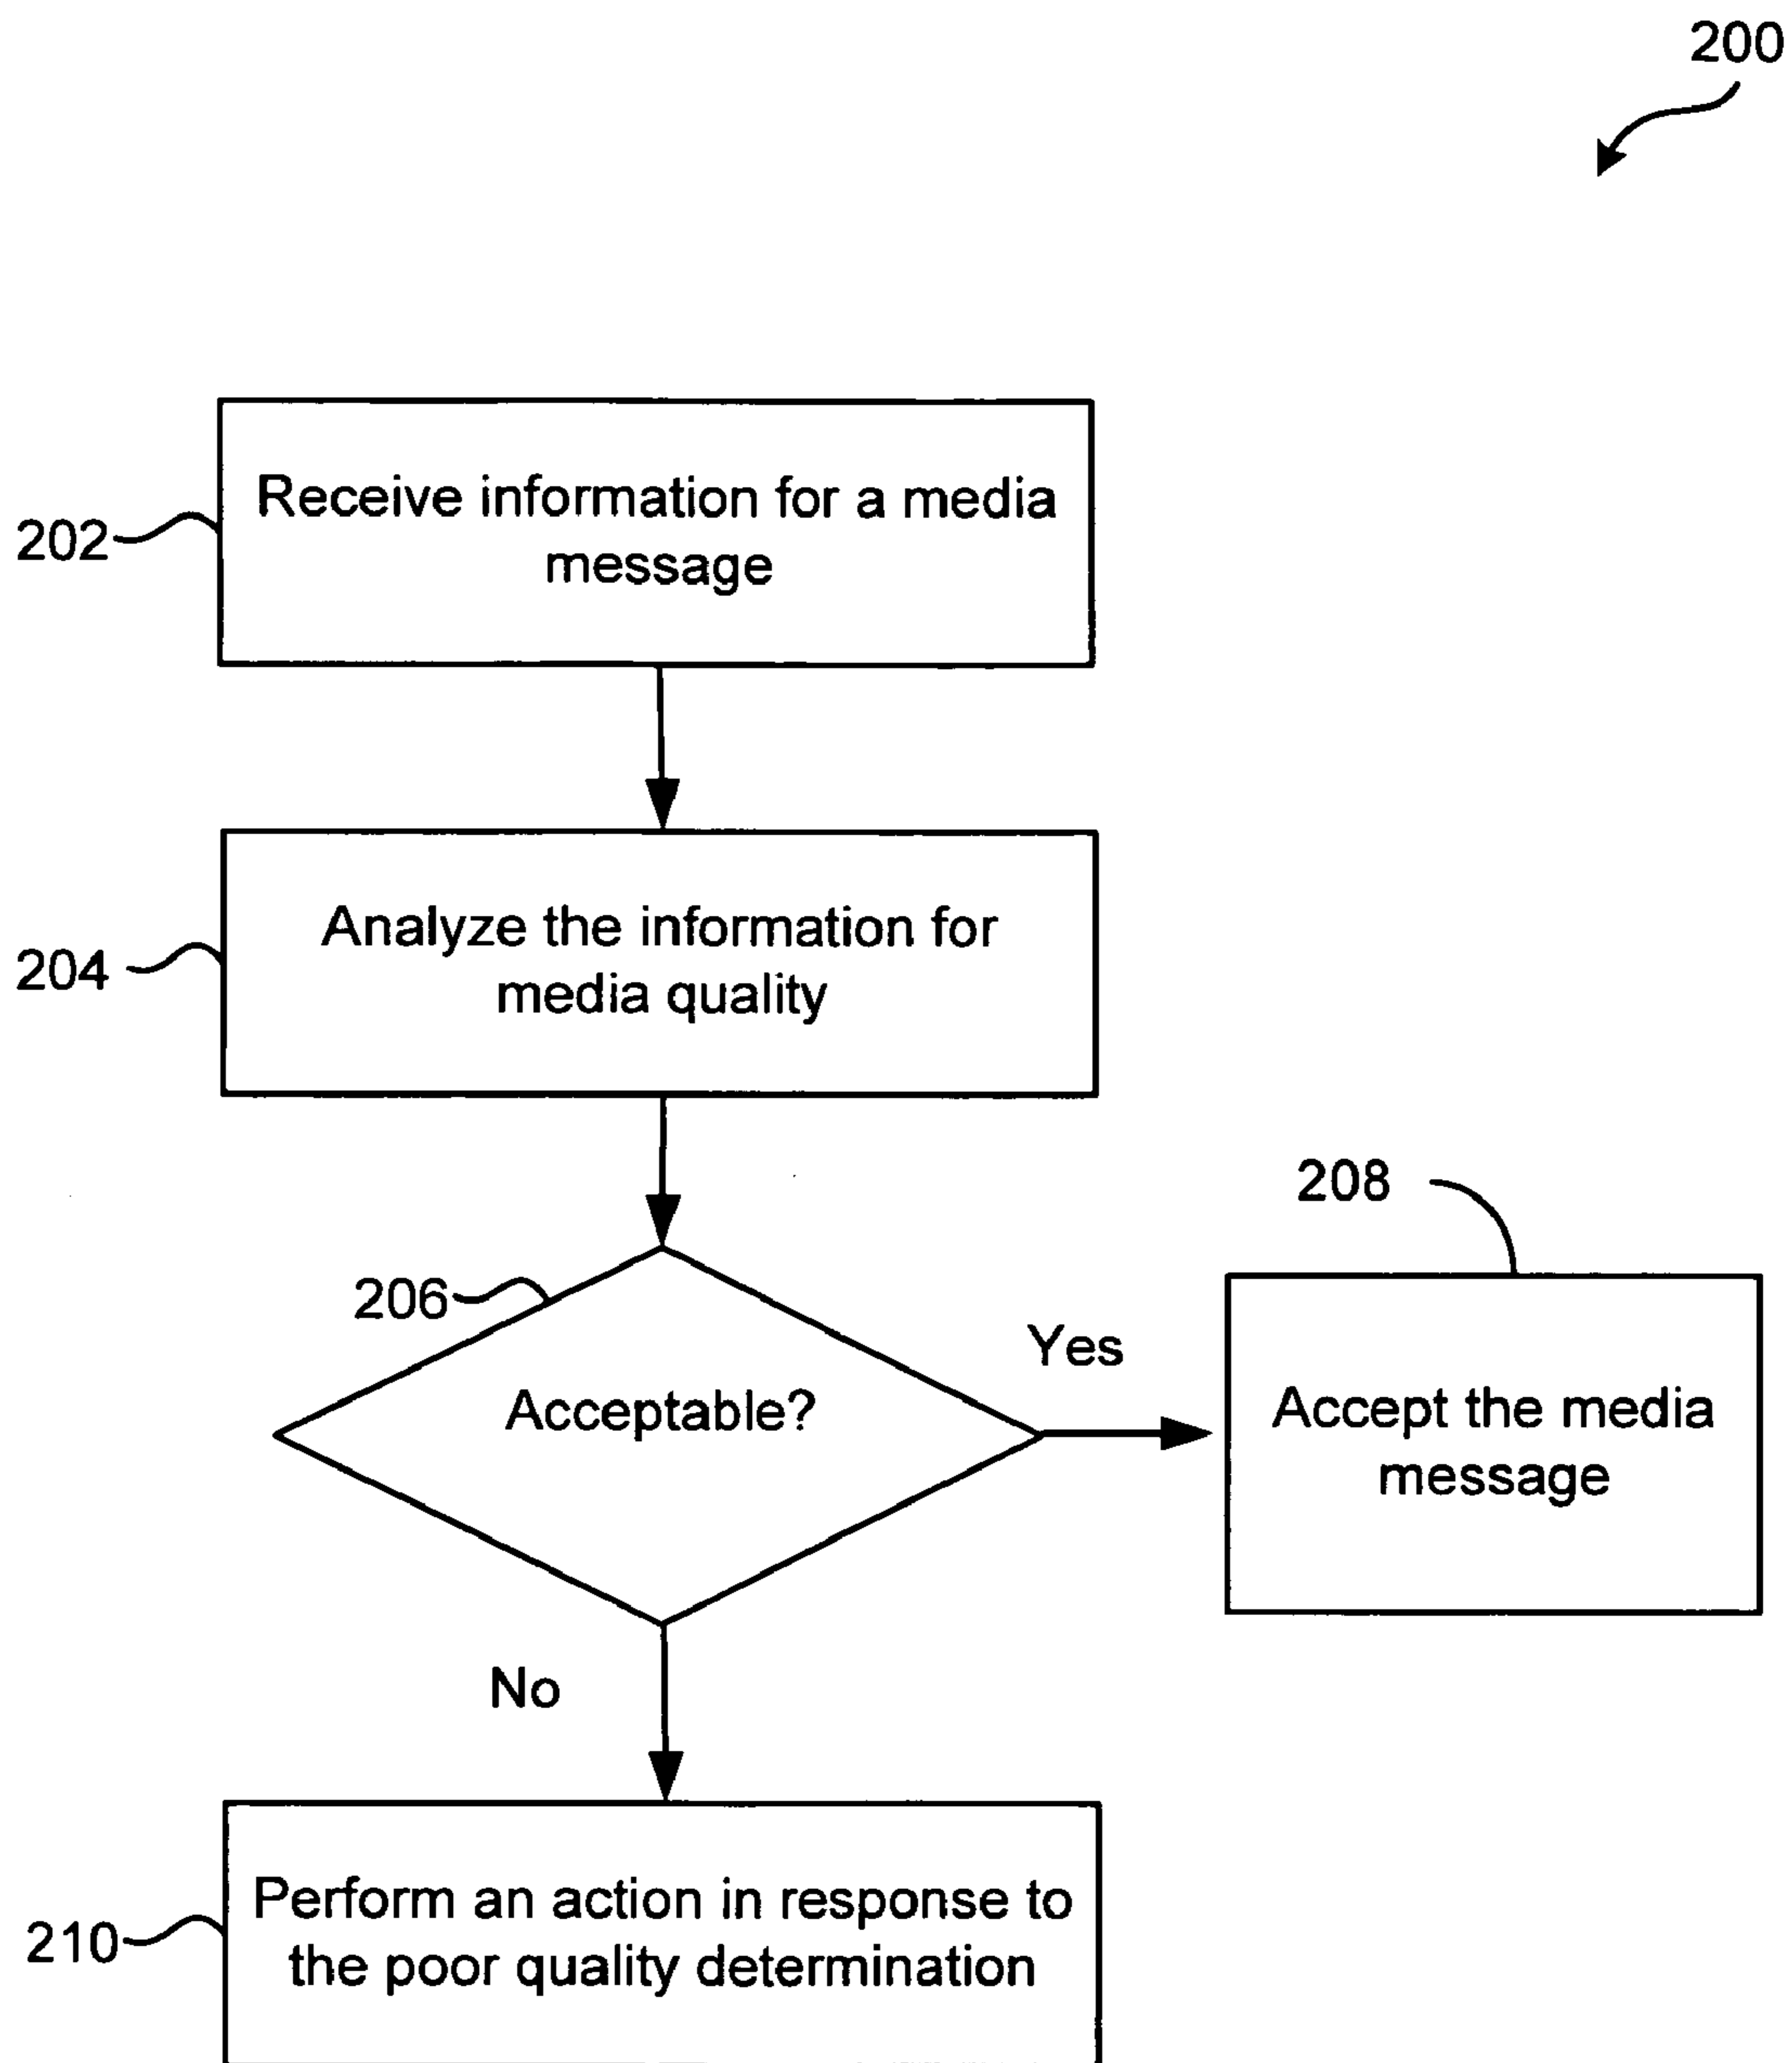 200
Receive information for a media
message
202
Analyze the information for
media quality
204
208
206
Yes
Acceptable?
Accept the media
message
No
Perform an action in response to
the poor quality determination
210